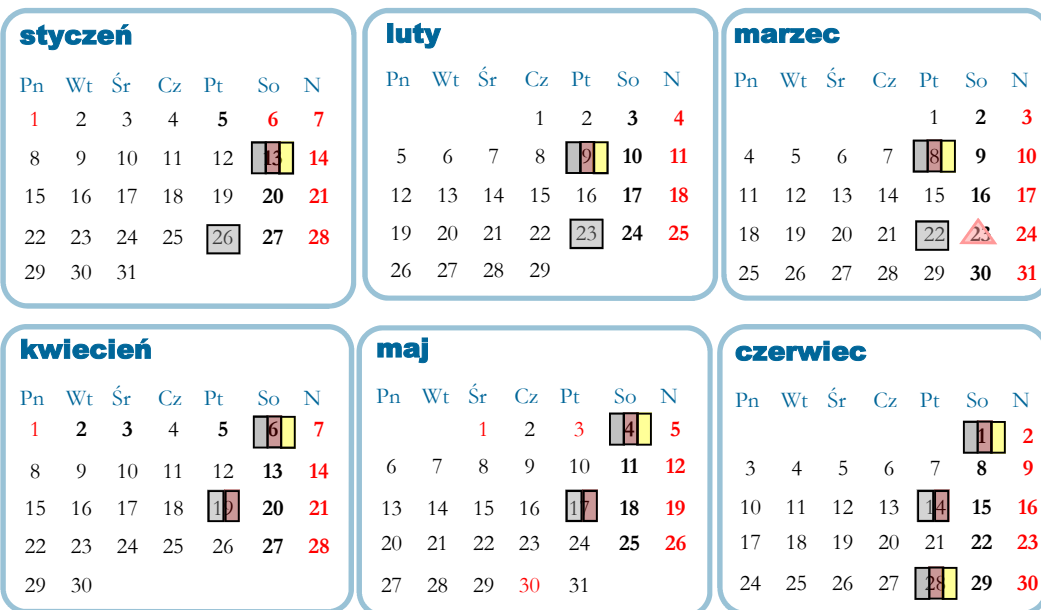 styczeń
Pn Wt Śr Cz Pt So N
1 2 3 4 5 6 7
8 9 10 11 12 13 14
15 16 17 18 19 20 21
22 23 24 25 26 27 28
29 30 31
luty
Pn Wt Śr Cz Pt So N
1 2 3 4
5 6 7 8 9 10 11
12 13 14 15 16 17 18
19 20 21 22 23 24 25
26 27 28 29
marzec
Pn Wt Śr Cz Pt So N
1 2 3
4 5 6 7 8 9 10
11 12 13 14 15 16 17
18 19 20 21 22 23 24
25 26 27 28 29 30 31
kwiecień
Pn Wt Śr Cz Pt So N
1 2 3 4 5 6 7
8 9 10 11 12 13 14
15 16 17 18 19 20 21
22 23 24 25 26 27 28
29 30
maj
Pn Wt Śr Cz Pt So N
1 2 3 4 5
6 7 8 9 10 11 12
13 14 15 16 17 18 19
20 21 22 23 24 25 26
27 28 29 30 31
czerwiec
Pn Wt Śr Cz Pt So N
1 2
3 4 5 6 7 8 9
10 11 12 13 14 15 16
17 18 19 20 21 22 23
24 25 26 27 28 29 30